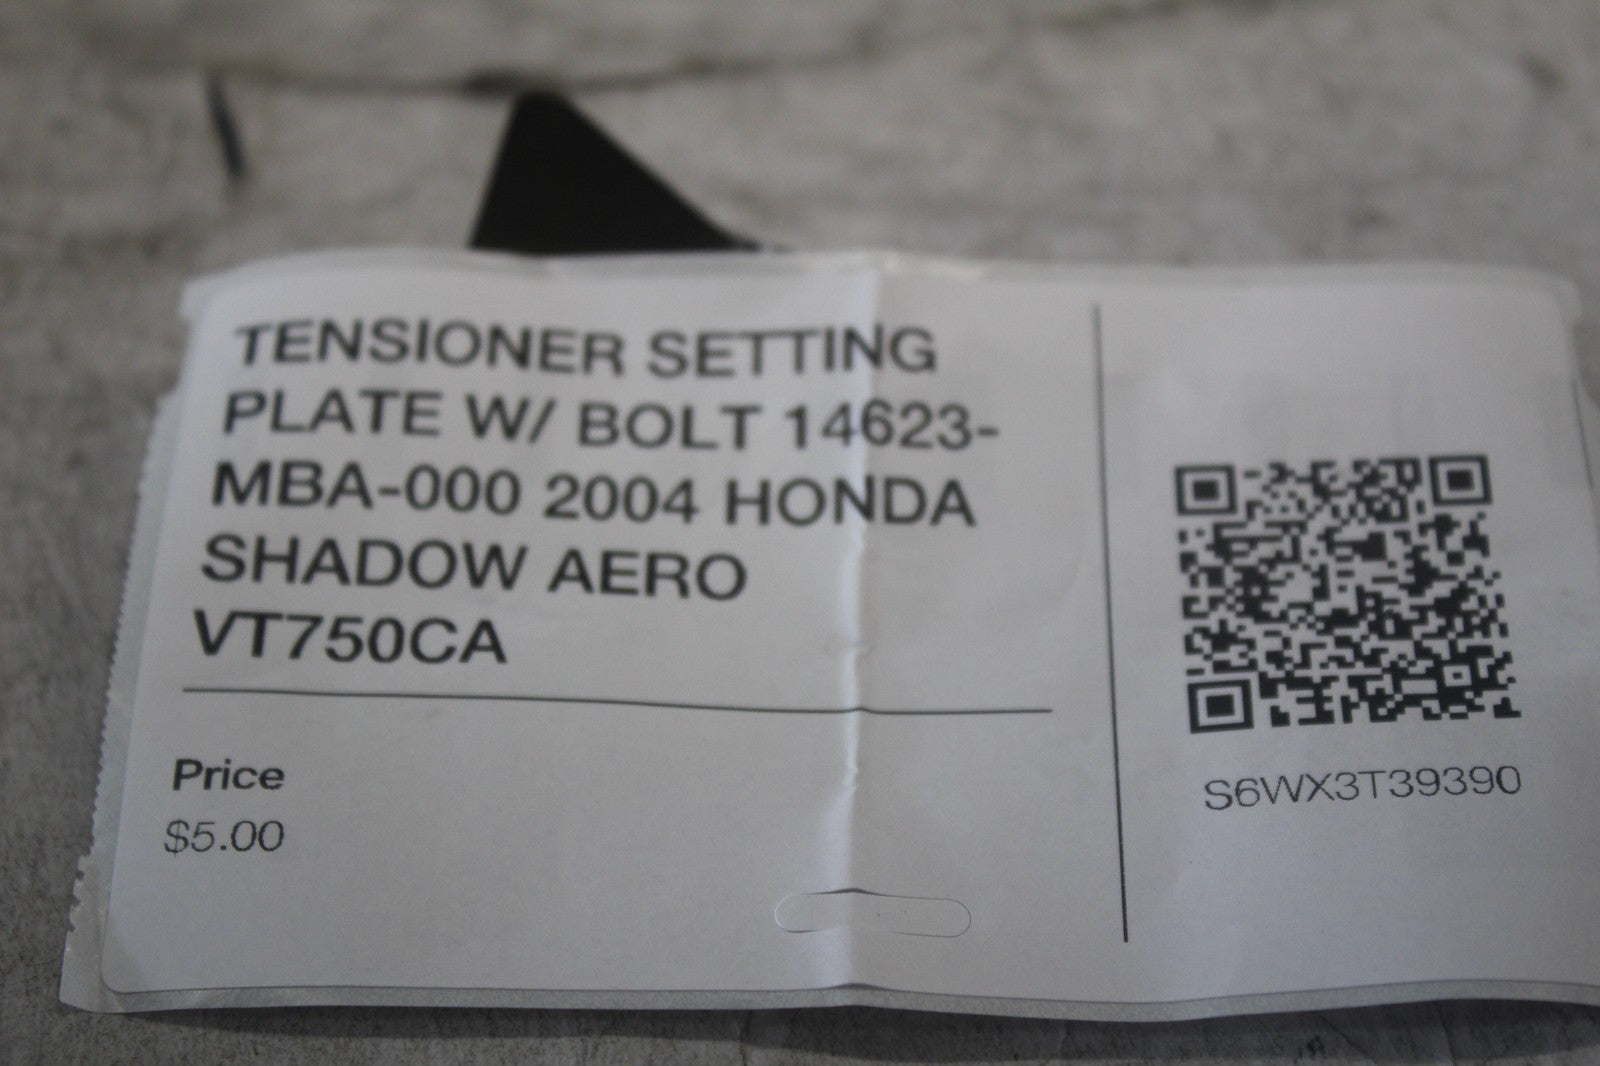 TENSIONER SETTING
PLATE W/ BOLT 14623-
MBA-000 2004 HONDA
SHADOW AERO
VT750CA
Price
$5.00
S6WX3T39390